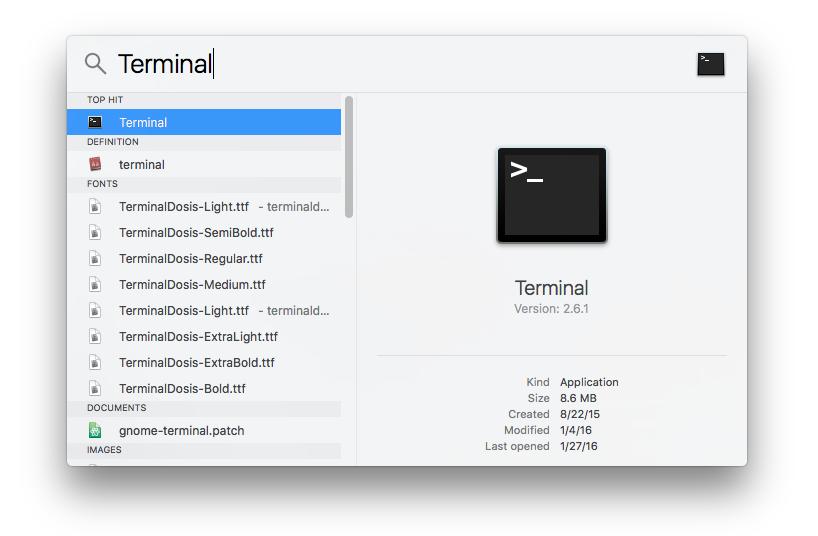 Terminal
TOP HIT
Terminal
DEFINITION
terminal
FONTS
TerminalDosis-Light.ttf - terminald...
TerminalDosis-SemiBold.ttf
TerminalDosis-Regular.ttf
TerminalDosis-Medium.ttf
TerminalDosis-Light.ttf - terminald...
TerminalDosis-ExtraLight.ttf
TerminalDosis-ExtraBold.ttf
TerminalDosis-Bold.ttf
DOCUMENTS
gnome-terminal.patch
IMAGES
>_
Terminal
Version: 2.6.1
Kind Application
Size 8.6 MB
Created 8/22/15
Modified 1/4/16
Last opened 1/27/16